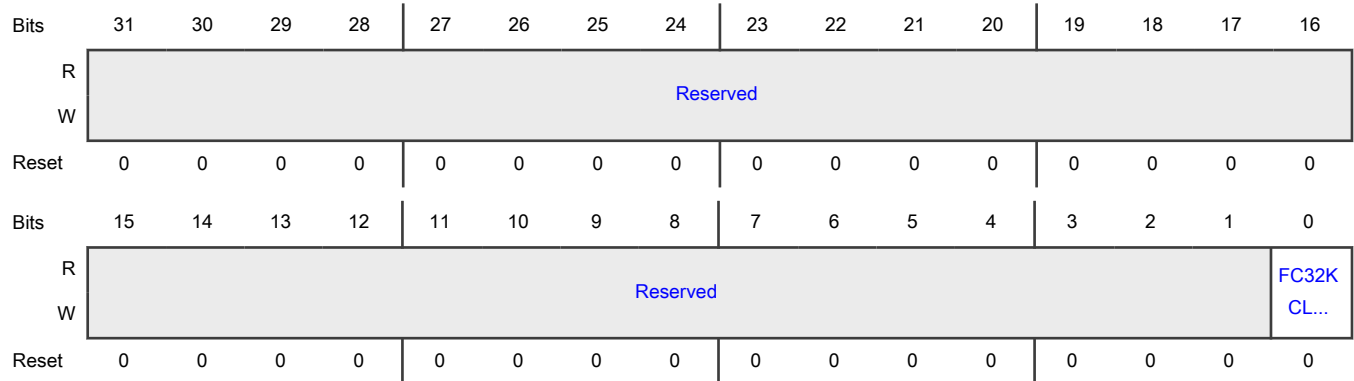 Bits 31 30 29 28 27 26 25 24 23 22 21 20 19 18 17 16
R
Reserved
W
Reset 0 0 0 0 0 0 0 0 0 0 0 0 0 0 0 0
Bits 15 14 13 12 11 10 9 8 7 6 5 4 3 2 1 0
R
Reserved
FC32K
CL...
W
Reset 0 0 0 0 0 0 0 0 0 0 0 0 0 0 0 0